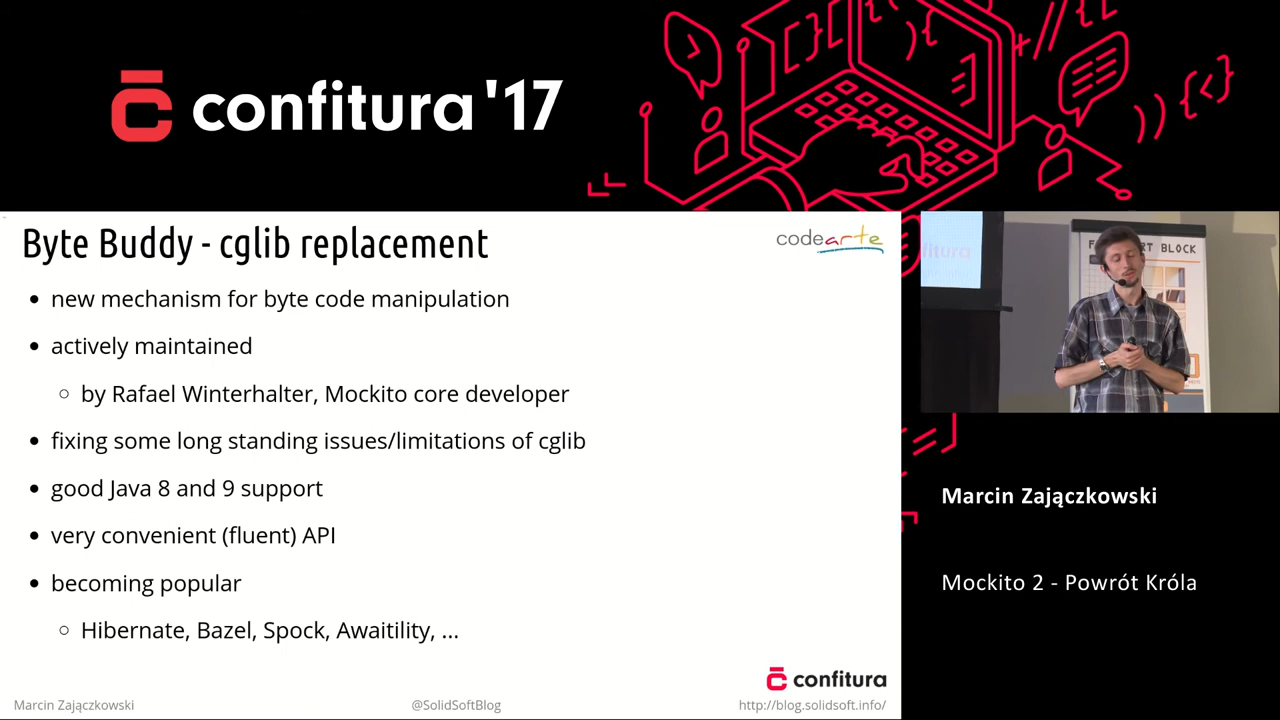 confitura '17
Byte Buddy - cglib replacement
codearte
new mechanism for byte code manipulation
actively maintained
by Rafael Winterhalter, Mockito core developer
fixing some long standing issues/limitations of cglib
good Java 8 and 9 support
very convenient (fluent) API
becoming popular
Hibernate, Bazel, Spock, Awaitility, ...
confitura
Marcin Zajączkowski
@SolidSoftBlog
http://blog.solidsoft.info/
RT BLOCK
Marcin Zajączkowski
Mockito 2 - Powrót Króla